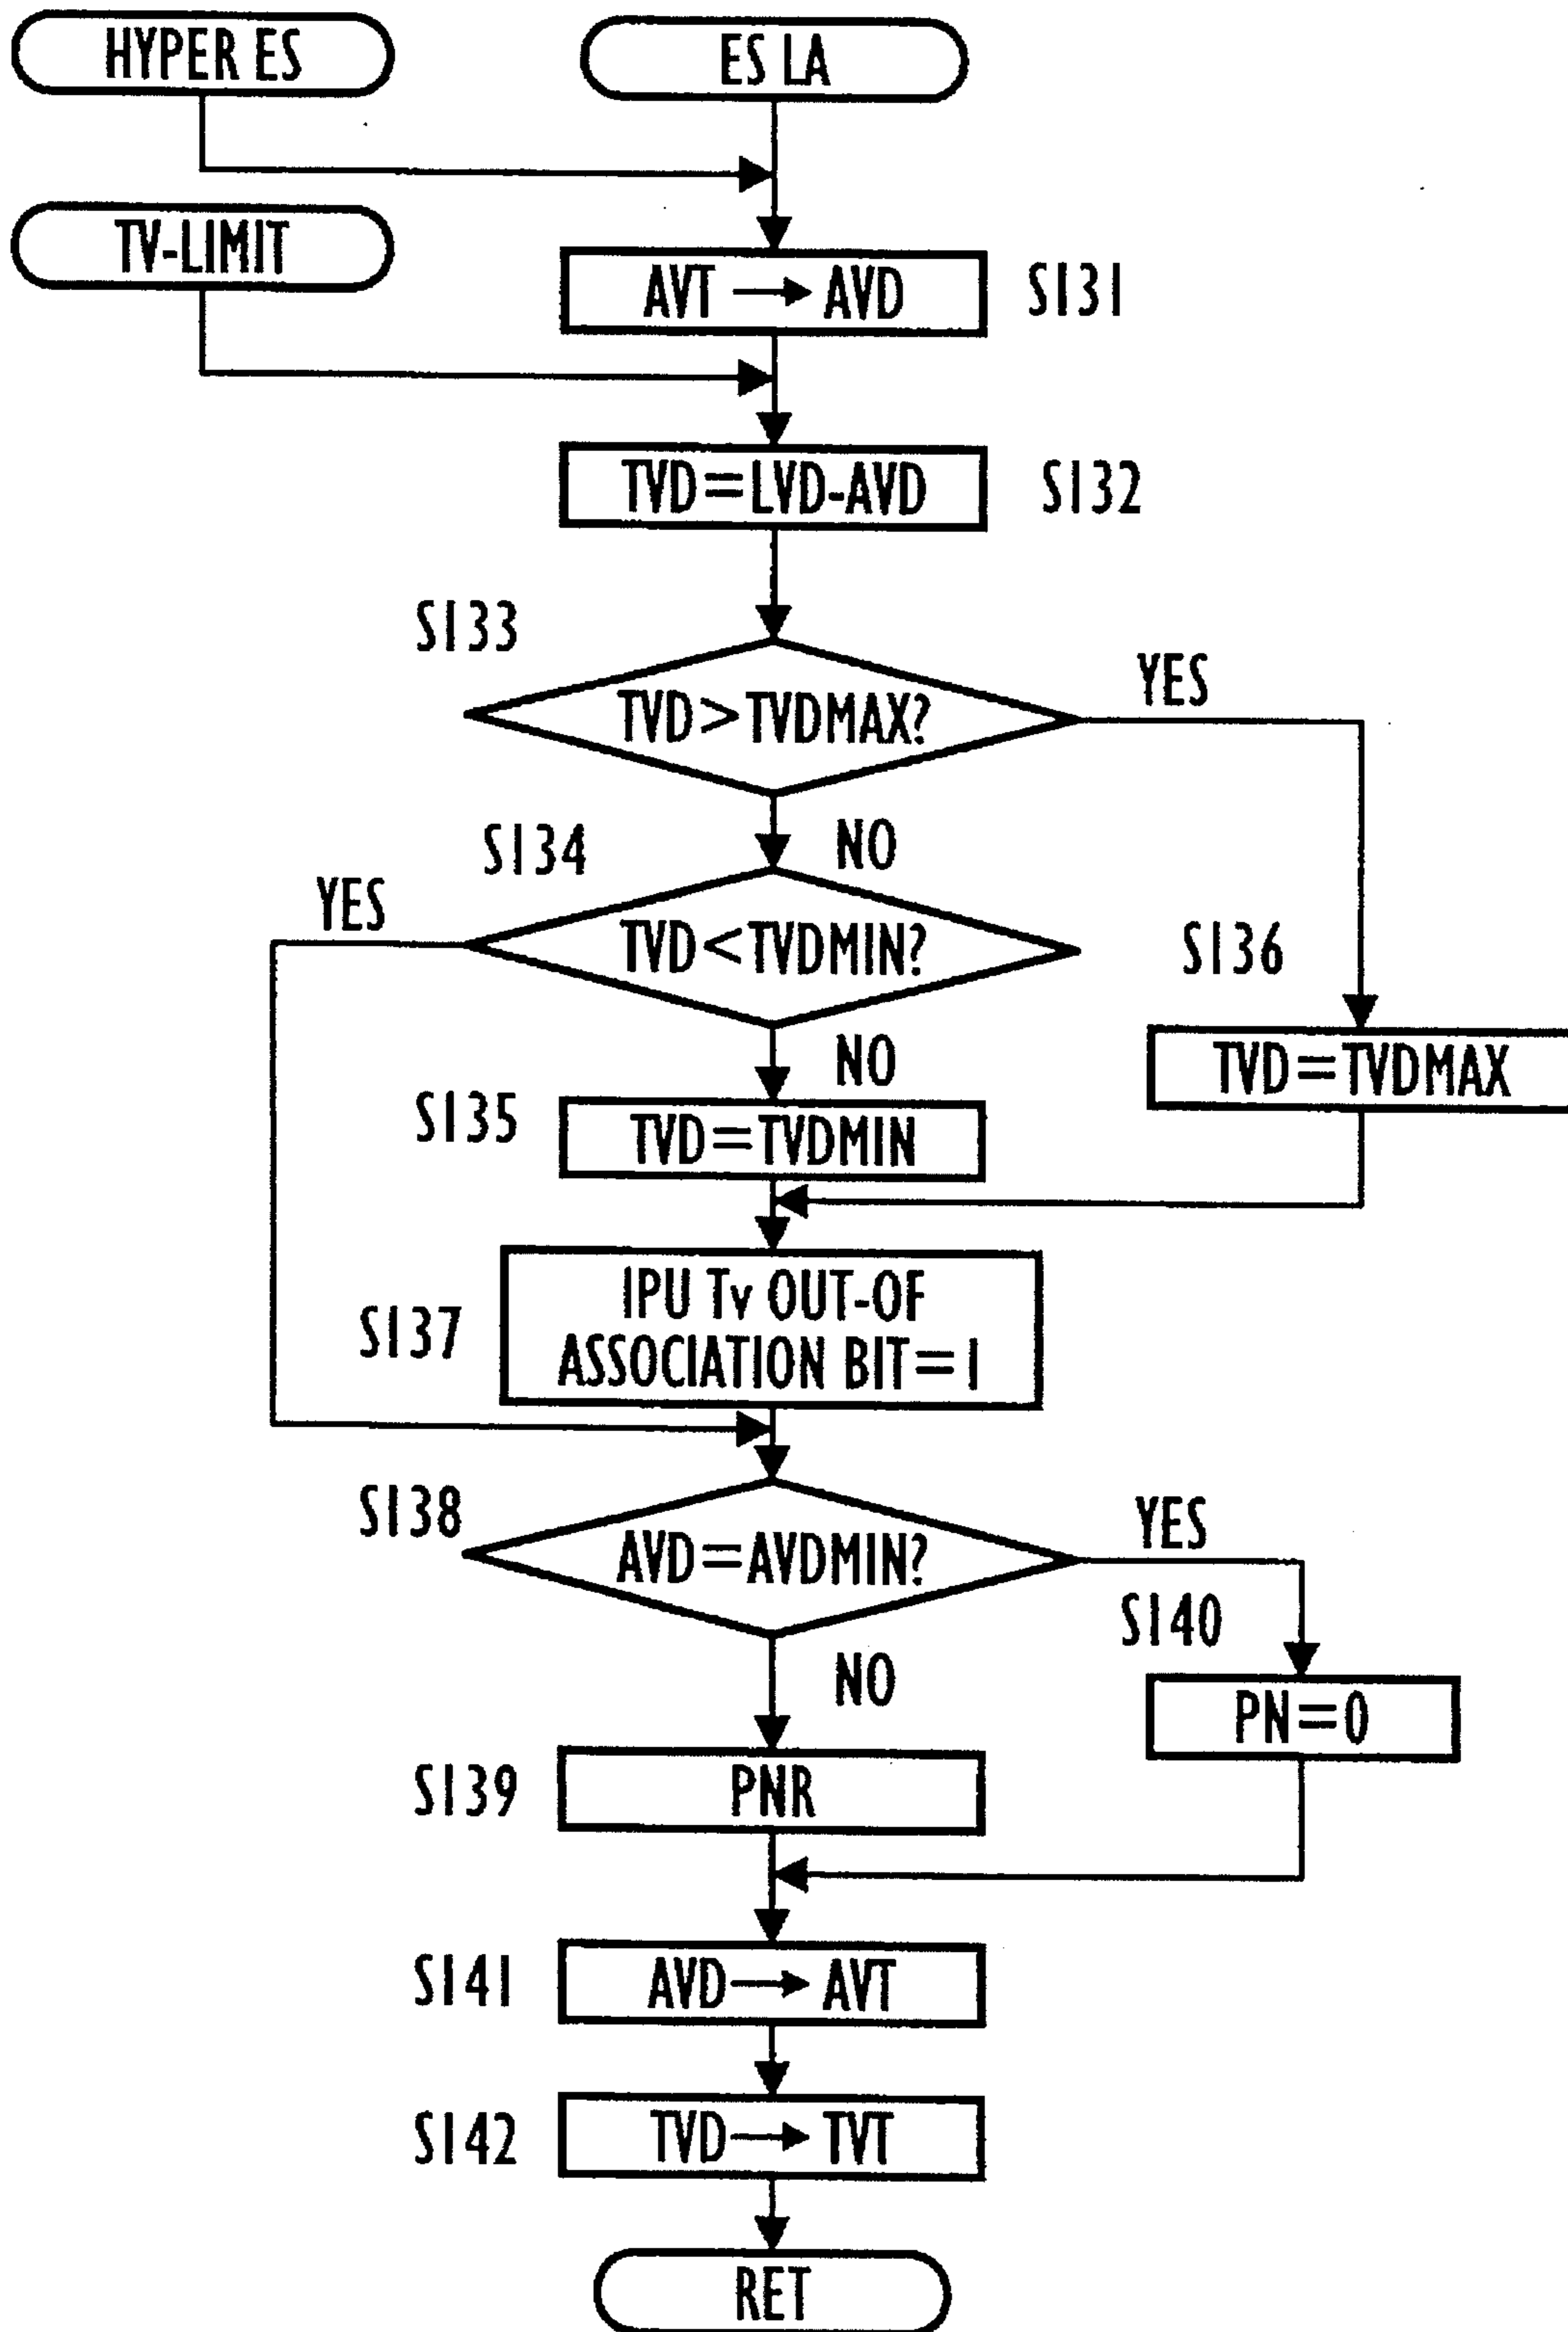 HYPER ES
ES LA
TV-LIMIT
AVT → AVD
S131
TVD=LVD-AVD
S132
S133
TVD>TVDMAX?
YES
NO
S134
YES
TVD<TVDMIN?
S136
NO
TVD=TVDMAX
S135
TVD=TVDMIN
S137
IPU Tv OUT-OF
ASSOCIATION BIT=1
S138
AVD=AVDMIN?
YES
S140
NO
PN=0
S139
PNR
S141
AVD → AVT
S142
TVD → TVT
RET